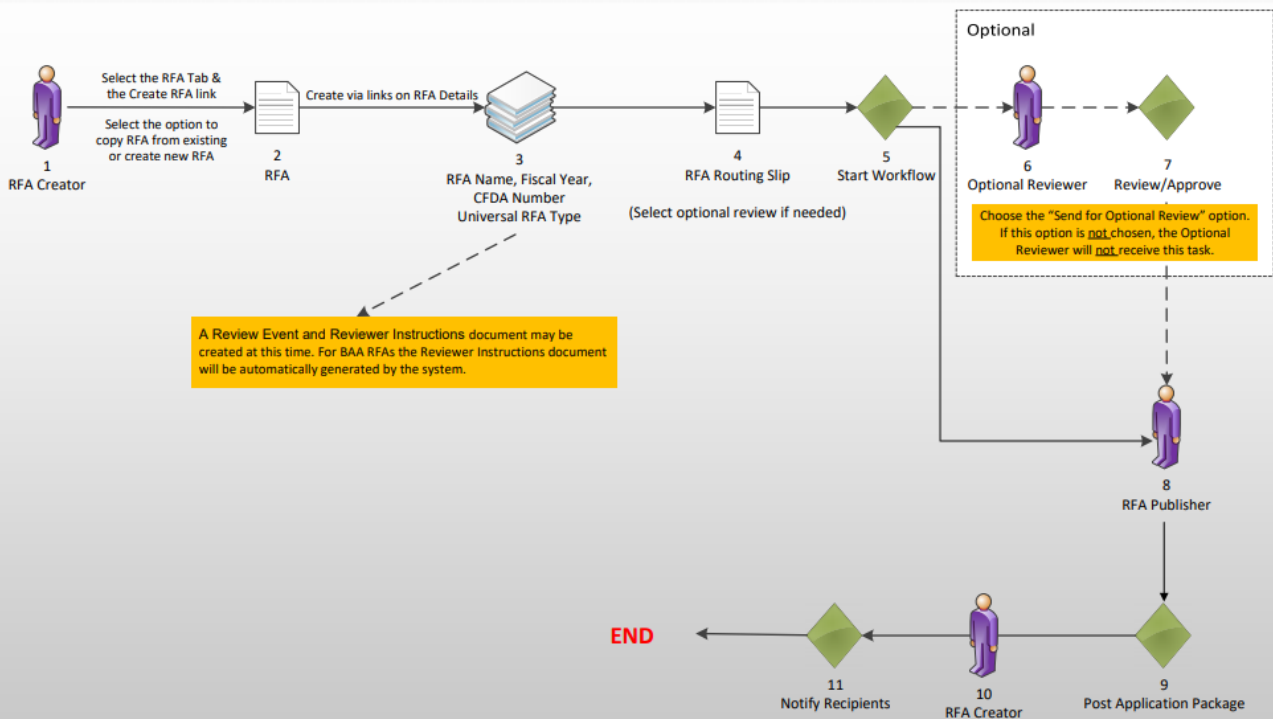 Optional
Select the RFA Tab &
the Create RFA link
Select the option to
copy RFA from existing
or create new RFA
1
RFA Creator
Create via links on RFA Details
2
RFA
3
RFA Name, Fiscal Year,
CFDA Number
Universal RFA Type
4
RFA Routing Slip
(Select optional review if needed)
5
Start Workflow
6
Optional Reviewer
7
Review/Approve
Choose the “Send for Optional Review” option.
If this option is not chosen, the Optional
Reviewer will not receive this task.
A Review Event and Reviewer Instructions document may be
created at this time. For BAA RFAs the Reviewer Instructions document
will be automatically generated by the system.
8
RFA Publisher
9
Post Application Package
10
RFA Creator
11
Notify Recipients
END